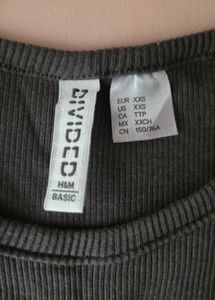 DIVIDED
H&M
BASIC
EUR XXS
US XXS
CA TTP
MX XXCH
CN 150/76A